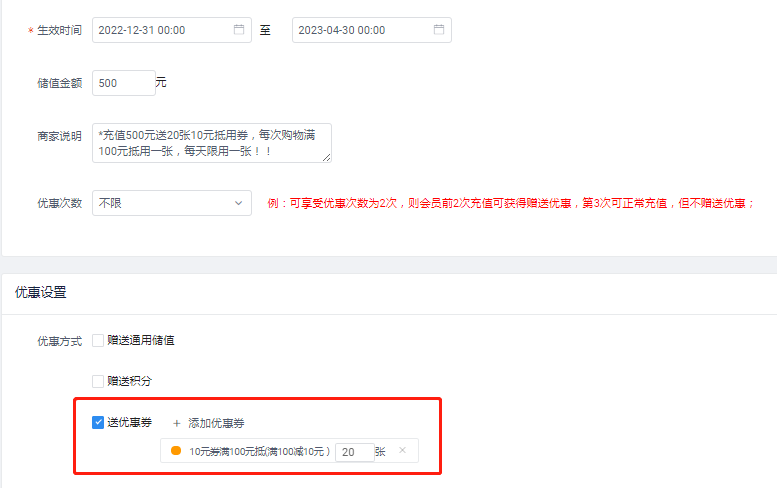 * 生效时间 2022-12-31 00:00 至 2023-04-30 00:00
储值金额 500 元
商家说明 *充值500元送20张10元抵用券，每次购物满
100元抵用一张，每天限用一张！！
优惠次数 不限 例：可享受优惠次数为2次，则会员前2次充值可获得赠送优惠，第3次可正常充值，但不赠送优惠；
优惠设置
优惠方式 赠送通用储值
赠送积分
送优惠券 + 添加优惠券
10元券满100元抵(满100减10元 ) 20 张 ×